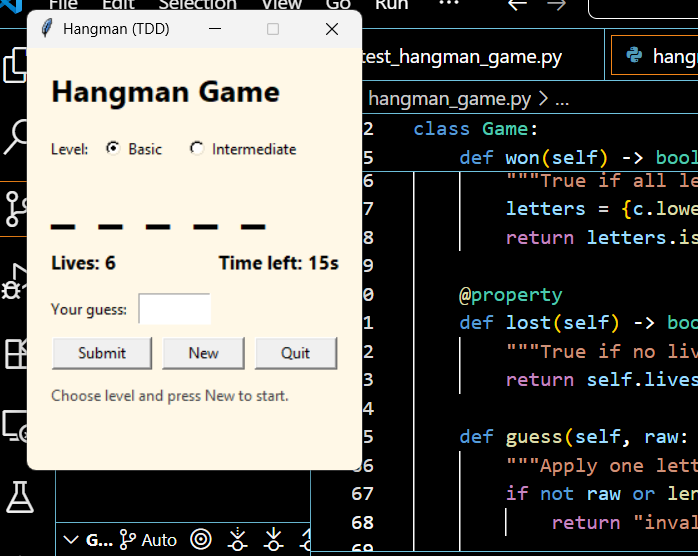 File Edit Selection View Go Run ...
Hangman (TDD)
test_hangman_game.py
hang
Hangman Game
hangman_game.py > ...
Level: Basic Intermediate
2 class Game:
5 def won(self) -> bool
6 """True if all le
7 letters = {c.lowe
8 return letters.is
9
Lives: 6 Time left: 15s
0 @property
1 def lost(self) -> boo
2 """True if no liv
3 return self.lives
4
5 def guess(self, raw:
66 """Apply one lett
67 if not raw or len
68 return "inval
69
Your guess:
Submit New Quit
Choose level and press New to start.
G... Auto